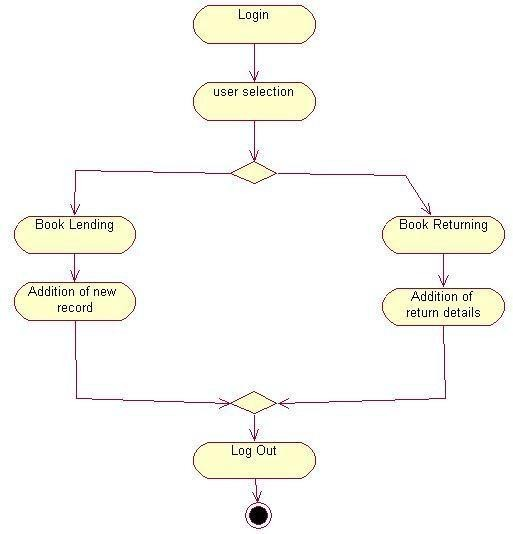 Login
user selection
Book Lending
Book Returning
Addition of new
record
Addition of
return details
Log Out